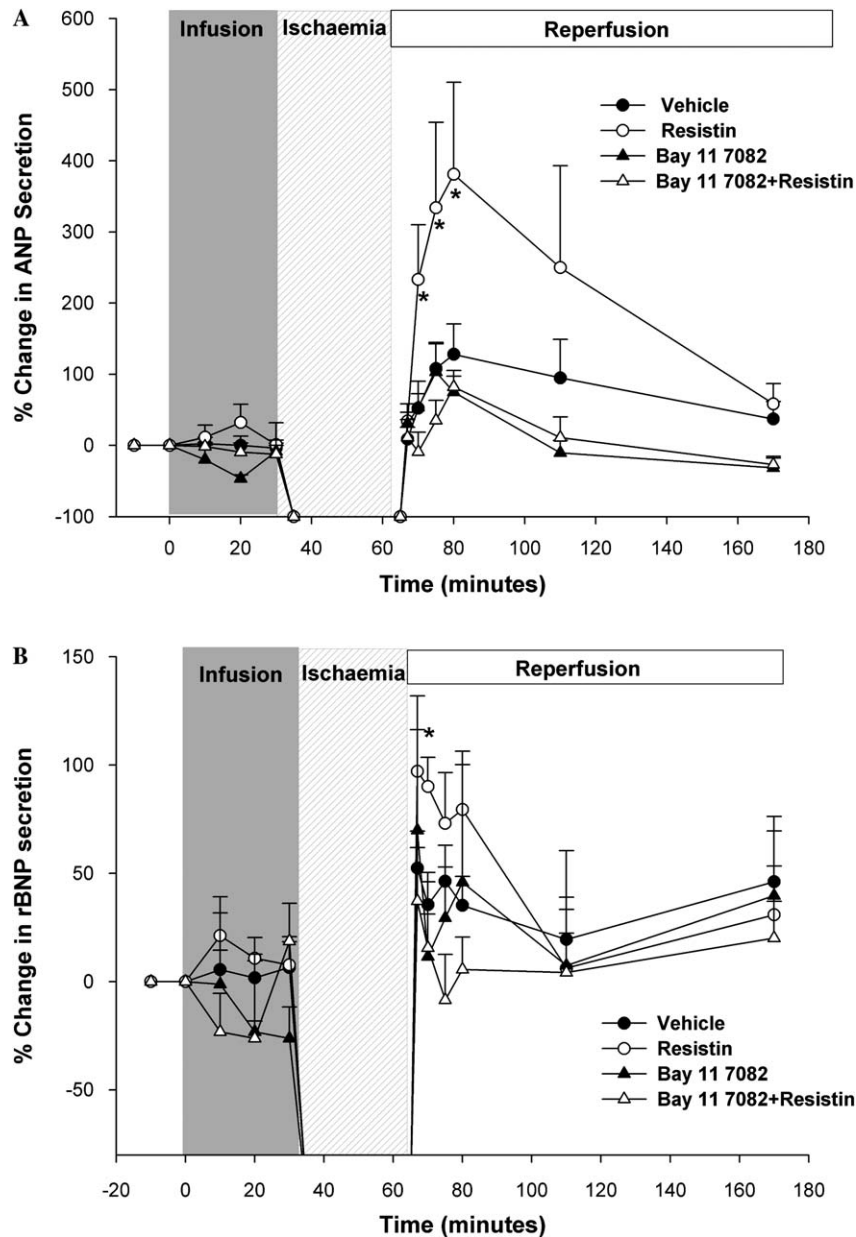 A
Infusion Ischaemia Reperfusion
600
500
400
300
200
100
0
-100
% Change in ANP Secretion
Vehicle
Resistin
Bay 11 7082
Bay 11 7082+Resistin
*
*
*
0 20 40 60 80 100 120 140 160 180
Time (minutes)
B
Infusion Ischaemia Reperfusion
150
100
50
0
-50
% Change in rBNP secretion
*
Vehicle
Resistin
Bay 11 7082
Bay 11 7082+Resistin
-20 0 20 40 60 80 100 120 140 160 180
Time (minutes)